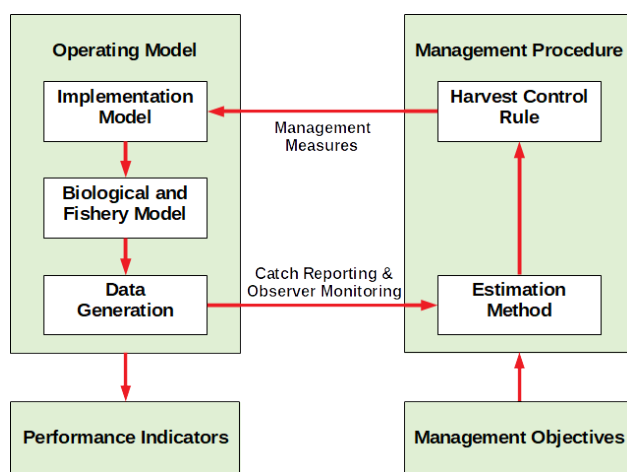 Operating Model
Implementation
Model
Biological and
Fishery Model
Data
Generation
Management
Measures
Catch Reporting &
Observer Monitoring
Management Procedure
Harvest Control
Rule
Estimation
Method
Performance Indicators
Management Objectives